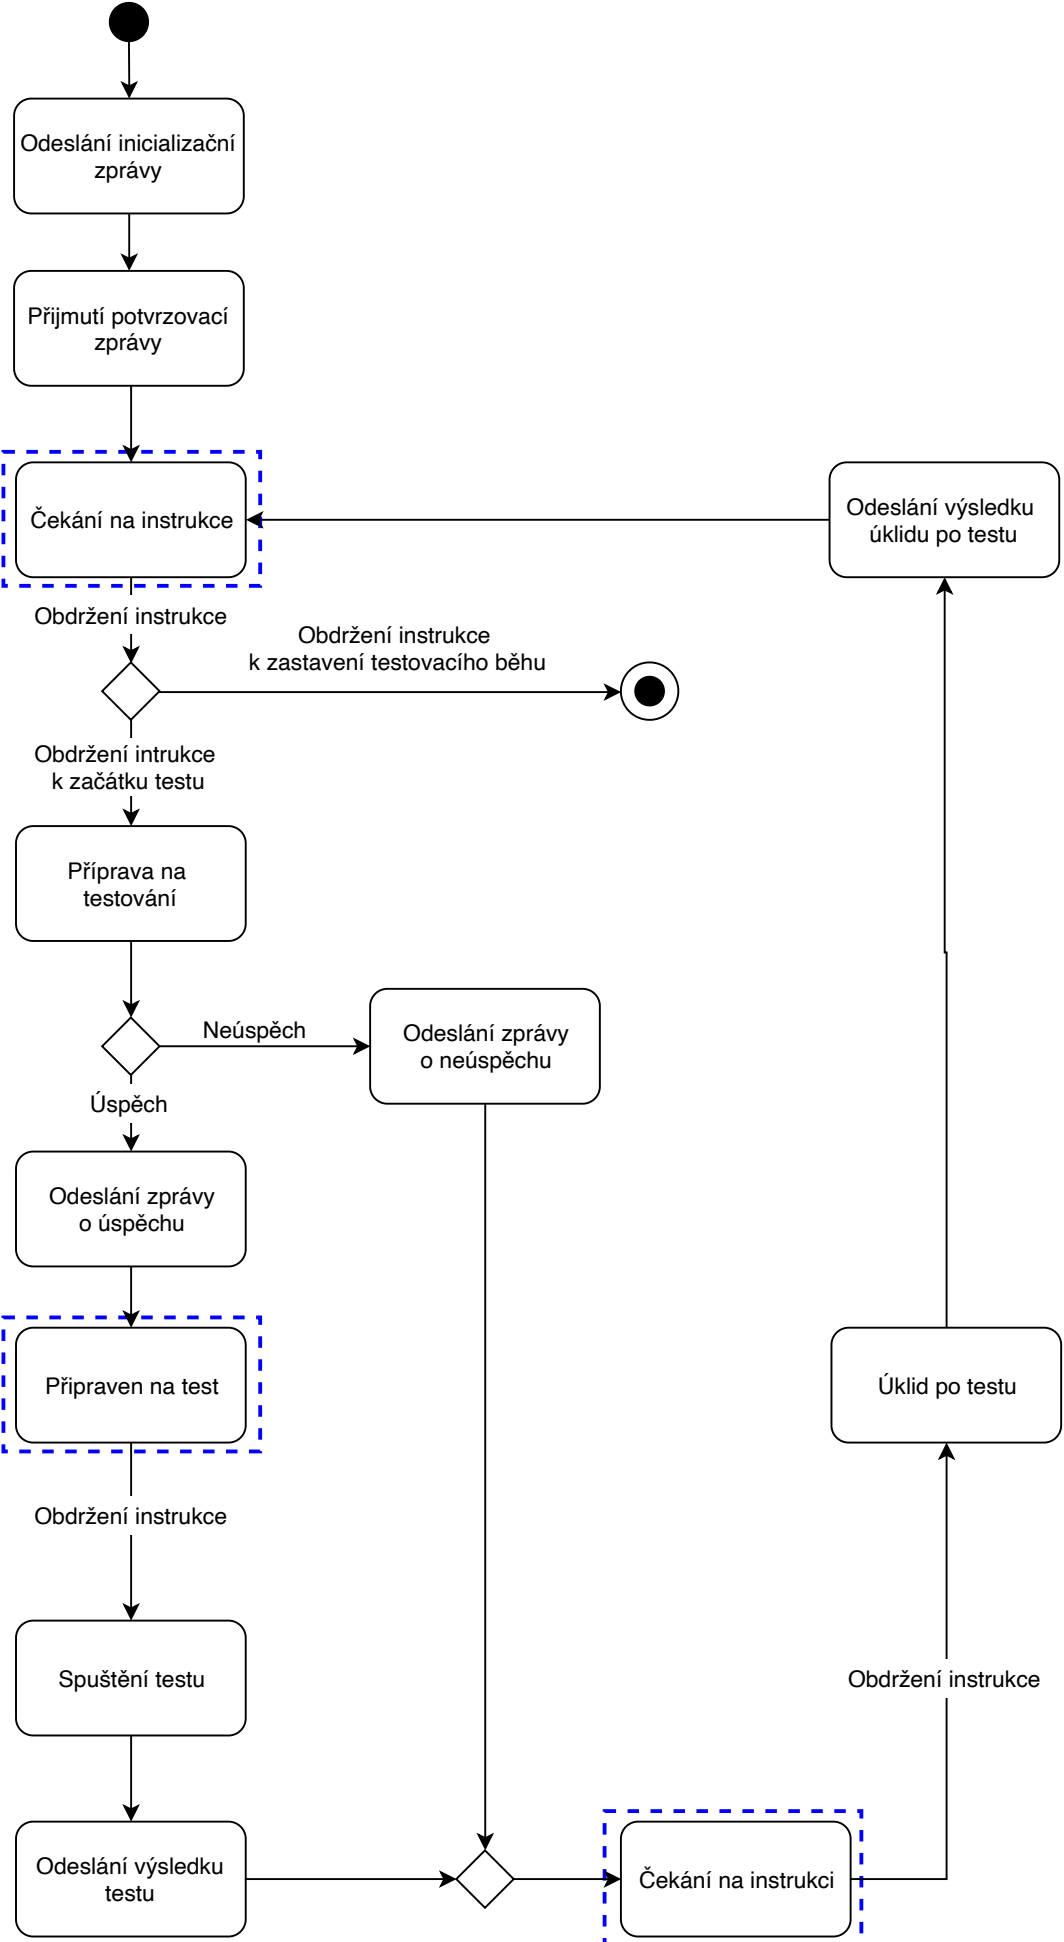 Odeslání inicializační
zprávy
Přijmutí potvrzovací
zprávy
Čekání na instrukce
Odeslání výsledku
úklidu po testu
Obdržení instrukce
Obdržení instrukce
k zastavení testovacího běhu
Obdržení intrukce
k začátku testu
Příprava na
testování
Neúspěch
Odeslání zprávy
o neúspěchu
Úspěch
Odeslání zprávy
o úspěchu
Připraven na test
Úklid po testu
Obdržení instrukce
Spuštění testu
Obdržení instrukce
Odeslání výsledku
testu
Čekání na instrukci